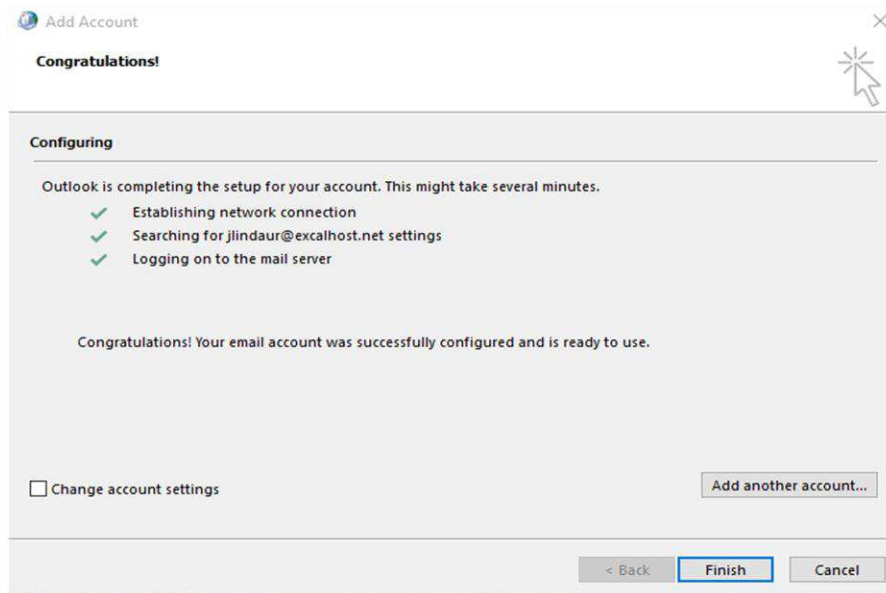 Add Account
Congratulations!
Configuring
Outlook is completing the setup for your account. This might take several minutes.
Establishing network connection
Searching for jlindaur@excalhost.net settings
Logging on to the mail server
Congratulations! Your email account was successfully configured and is ready to use.
Change account settings
Add another account...
< Back
Finish
Cancel